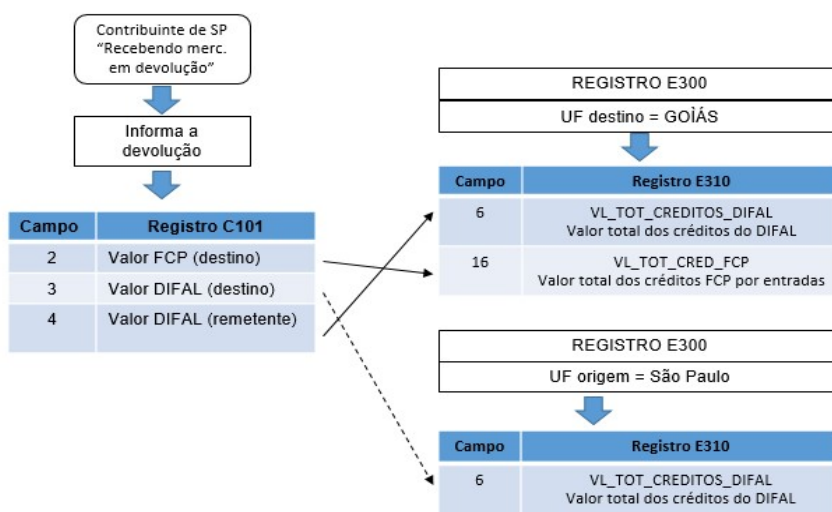 Contribuinte de SP
“Recebendo merc.
em devolução”
Informa a
devolução
Campo Registro C101
2 Valor FCP (destino)
3 Valor DIFAL (destino)
4 Valor DIFAL (remetente)
REGISTRO E300
UF destino = GOÌÁS
Campo Registro E310
6 VL_TOT_CREDITOS_DIFAL
Valor total dos créditos do DIFAL
16 VL_TOT_CRED_FCP
Valor total dos créditos FCP por entradas
REGISTRO E300
UF origem = São Paulo
Campo Registro E310
6 VL_TOT_CREDITOS_DIFAL
Valor total dos créditos do DIFAL